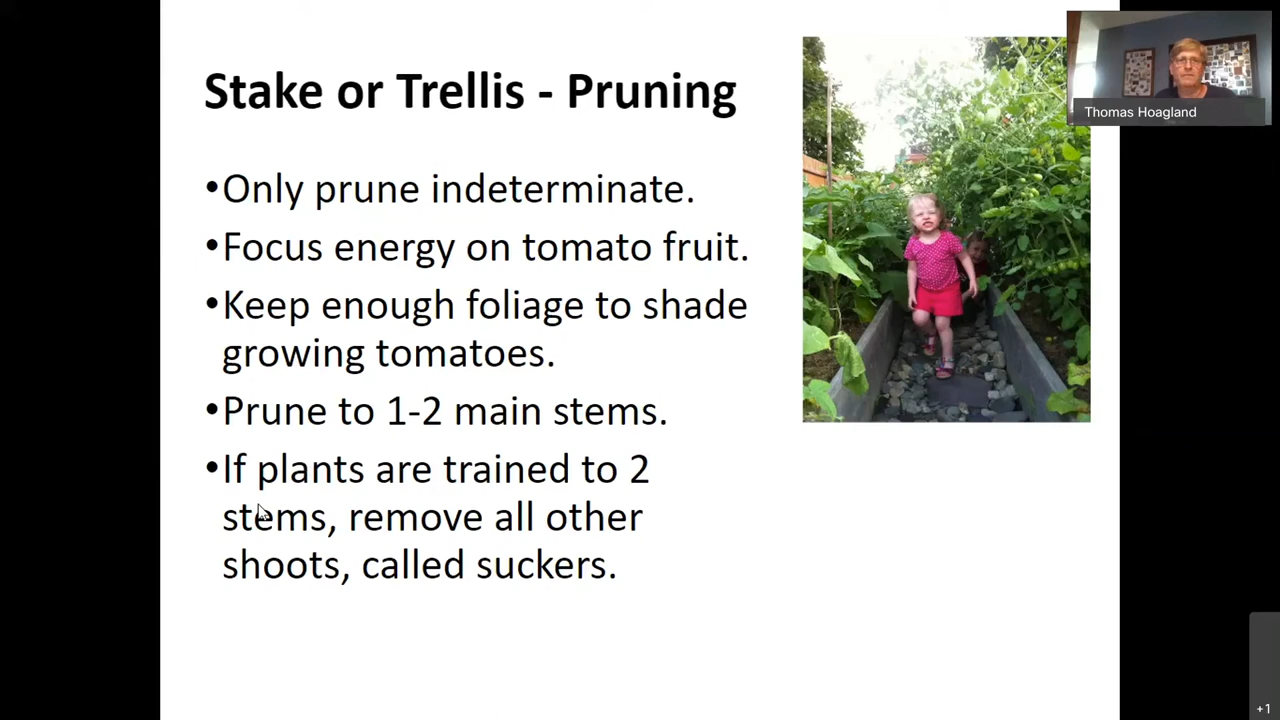 Stake or Trellis - Pruning
Thomas Hoagland
•Only prune indeterminate.
•Focus energy on tomato fruit.
•Keep enough foliage to shade
growing tomatoes.
•Prune to 1-2 main stems.
•If plants are trained to 2
stems, remove all other
shoots, called suckers.
+1